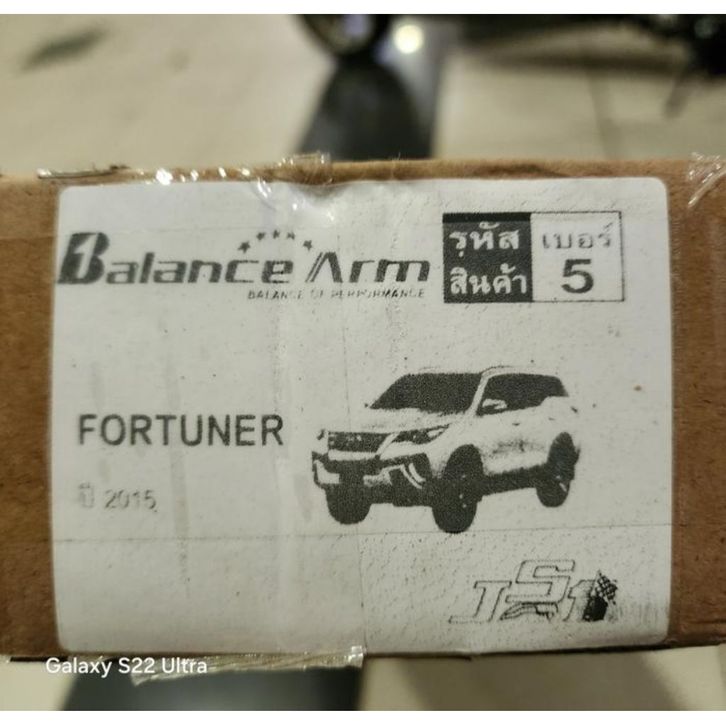 Balance Arm
BALANCE OF PERFORMANCE
รหัส
สินค้า
เบอร์
5
FORTUNER
ปี 2015
JS1
Galaxy S22 Ultra